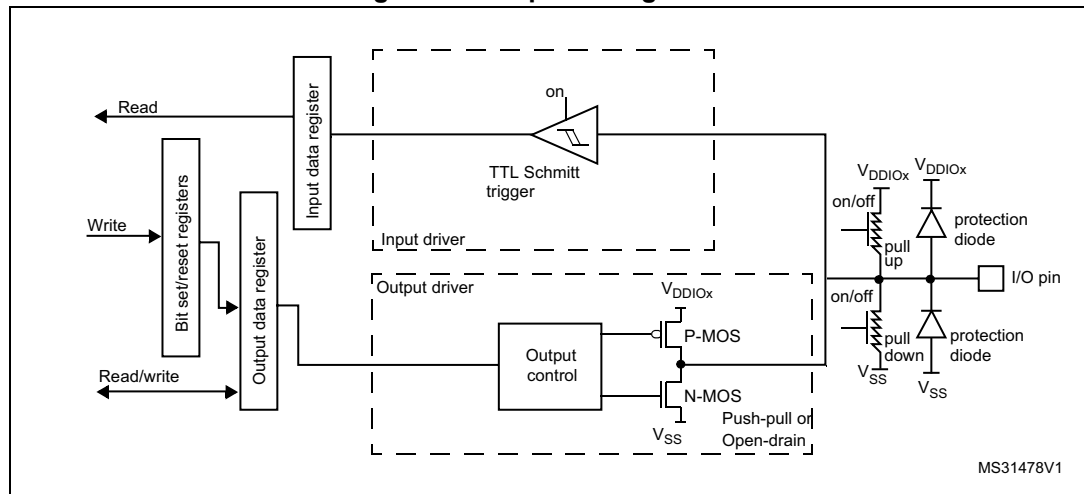 Read
Write
Read/write
Bit set/reset registers
Input data register
Output data register
on
TTL Schmitt
trigger
Input driver
Output driver
VDDIOx
P-MOS
Output
control
N-MOS
VSS
Push-pull or
Open-drain
VDDIOx
VDDIOx
on/off
pull
up
protection
diode
I/O pin
on/off
pull
down
protection
diode
VSS
VSS
MS31478V1